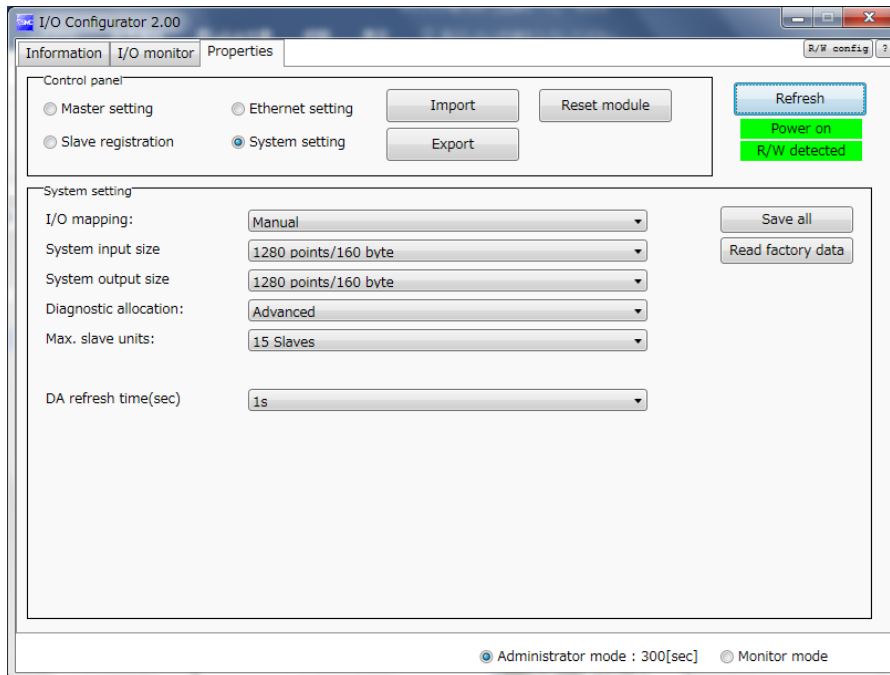 I/O Configurator 2.00
Information I/O monitor Properties R/W config ?
Control panel
Master setting Ethernet setting Import Reset module Refresh
Power on
Slave registration System setting Export R/W detected
System setting
I/O mapping: Manual Save all
System input size 1280 points/160 byte Read factory data
System output size 1280 points/160 byte
Diagnostic allocation: Advanced
Max. slave units: 15 Slaves
DA refresh time(sec) 1s
Administrator mode : 300[sec] Monitor mode